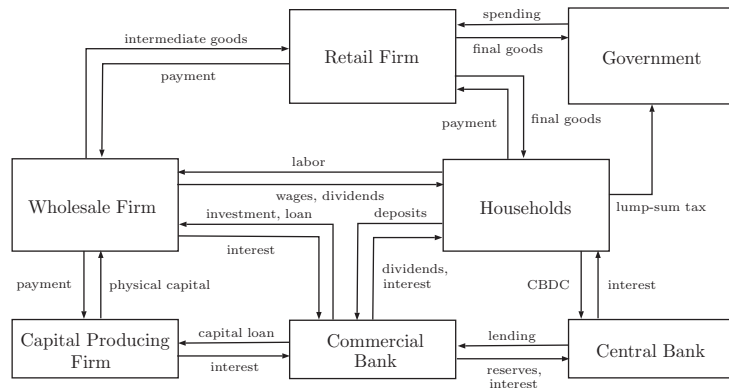 spending
intermediate goods
Retail Firm
final goods
Government
payment
payment
final goods
labor
Wholesale Firm
wages, dividends
Households
lump-sum tax
investment, loan
deposits
interest
dividends,
interest
payment
physical capital
CBDC
interest
Capital Producing
Firm
capital loan
interest
Commercial
Bank
lending
reserves,
interest
Central Bank